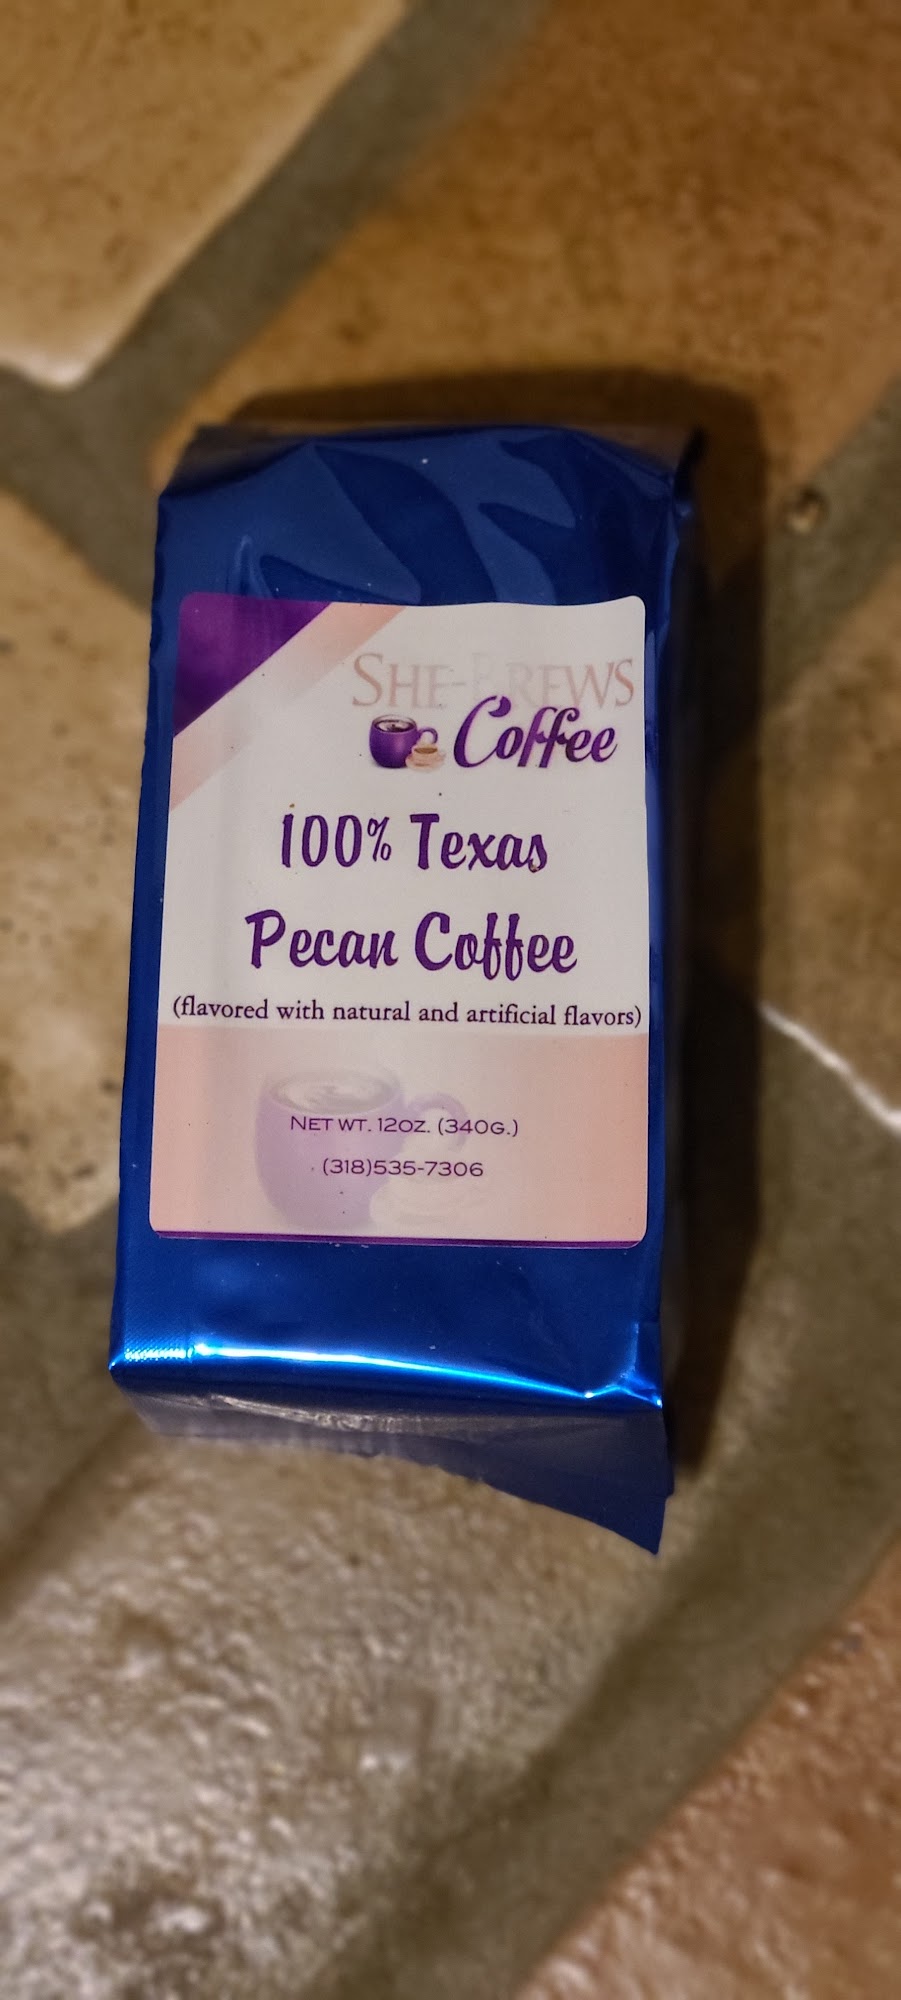 SHE-BREWS
Coffee
100% Texas
Pecan Coffee
(flavored with natural and artificial flavors)
NET WT. 12OZ. (340G.)
(318)535-7306